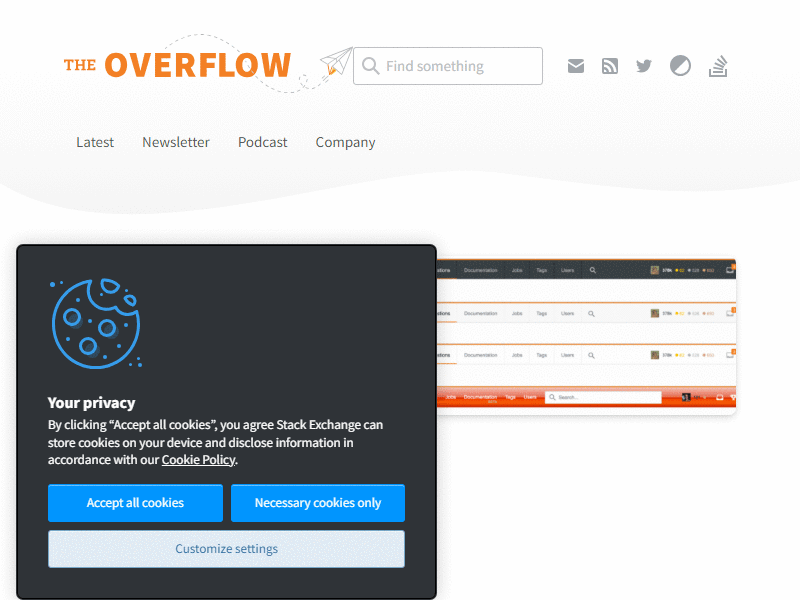 THE OVERFLOW
Find something
Latest Newsletter Podcast Company
Documentation Jobs Tags Users
Documentation Jobs Tags Users
Documentation Jobs Tags Users
Jobs Documentation Tags Users Search...
Your privacy
By clicking “Accept all cookies”, you agree Stack Exchange can
store cookies on your device and disclose information in
accordance with our Cookie Policy.
Accept all cookies Necessary cookies only
Customize settings